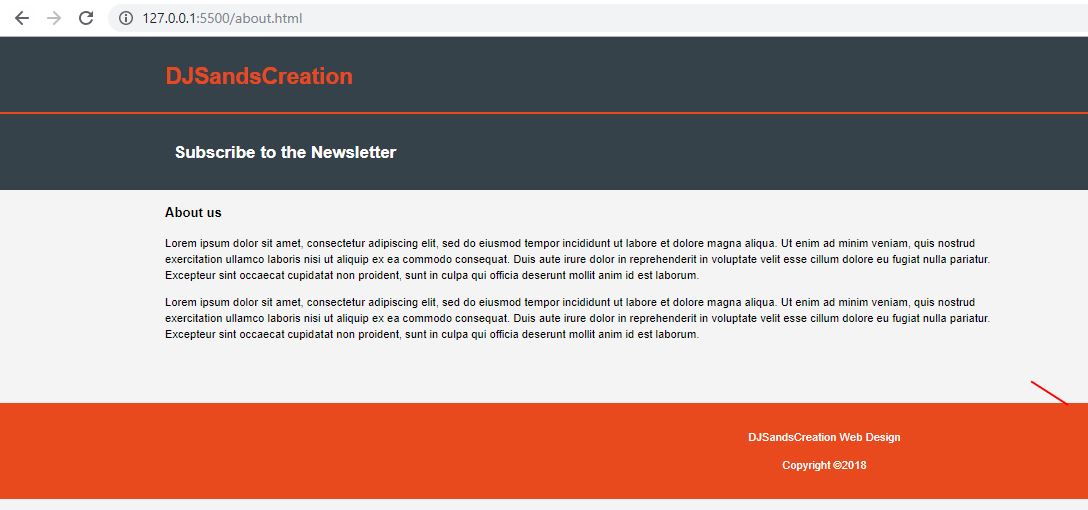 127.0.0.1:5500/about.html
DJSandsCreation
Subscribe to the Newsletter
About us
Lorem ipsum dolor sit amet, consectetur adipiscing elit, sed do eiusmod tempor incididunt ut labore et dolore magna aliqua. Ut enim ad minim veniam, quis nostrud
exercitation ullamco laboris nisi ut aliquip ex ea commodo consequat. Duis aute irure dolor in reprehenderit in voluptate velit esse cillum dolore eu fugiat nulla pariatur.
Excepteur sint occaecat cupidatat non proident, sunt in culpa qui officia deserunt mollit anim id est laborum.
Lorem ipsum dolor sit amet, consectetur adipiscing elit, sed do eiusmod tempor incididunt ut labore et dolore magna aliqua. Ut enim ad minim veniam, quis nostrud
exercitation ullamco laboris nisi ut aliquip ex ea commodo consequat. Duis aute irure dolor in reprehenderit in voluptate velit esse cillum dolore eu fugiat nulla pariatur.
Excepteur sint occaecat cupidatat non proident, sunt in culpa qui officia deserunt mollit anim id est laborum.
DJSandsCreation Web Design
Copyright ©2018